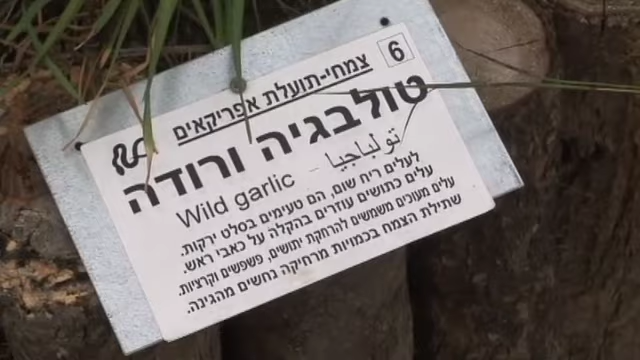 6
צמחי-תועלת אפריקאים
טולבגיה ורודה
تولباجيا
Wild garlic
לעלים ריח שום, הם טעימים בסלט ירקות.
עלים כתושים עוזרים בהקלה על כאבי ראש.
עלים מעוכים משמשים להרחקת יתושים, פשפשים וקרציות.
שתילת הצמח בכמויות מרחיקה נחשים מהגינה.